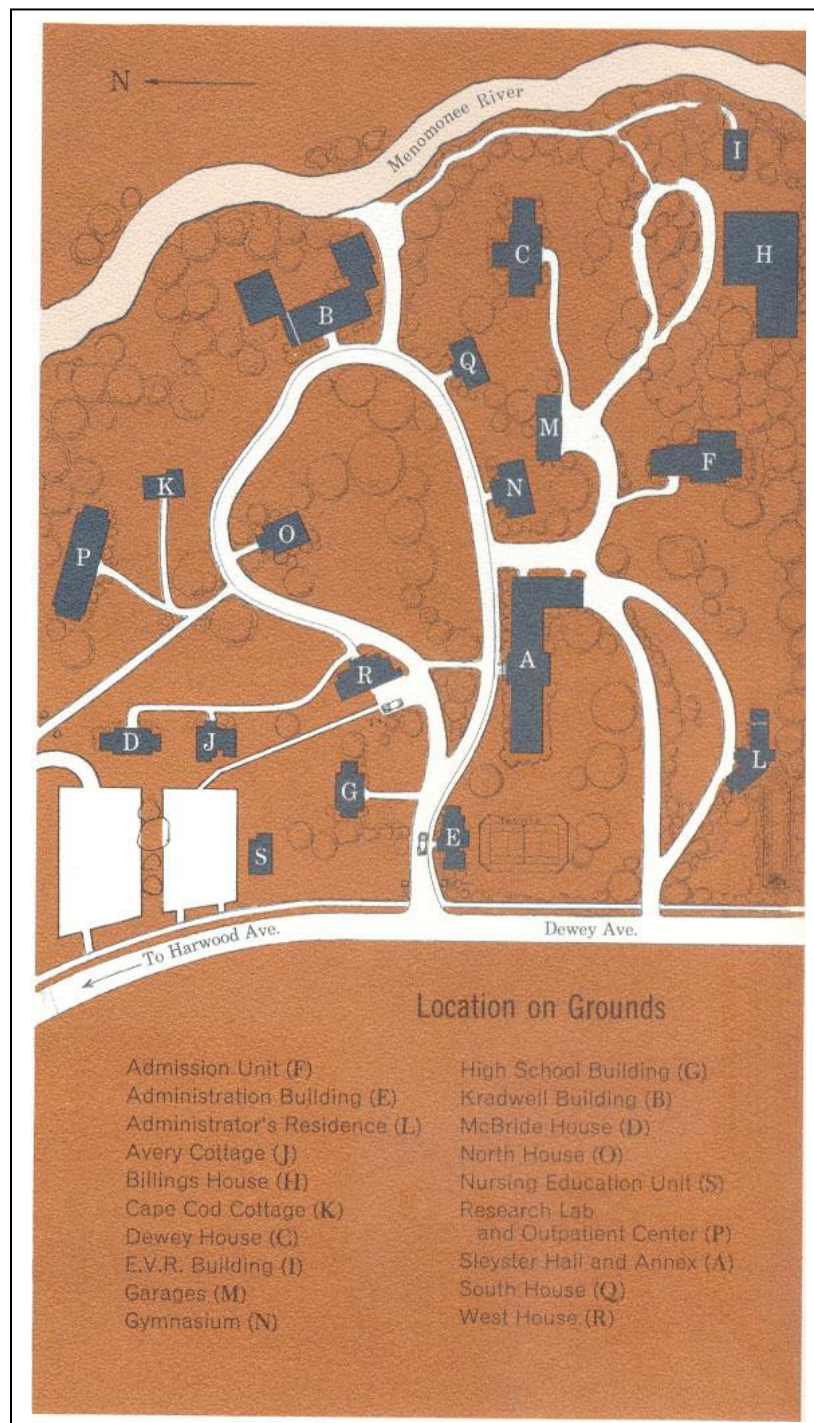 N
Menomonee River
I
C
H
B
Q
M
F
K
N
O
P
A
R
D
J
L
G
E
S
TENNIS
To Harwood Ave.
Dewey Ave.
Location on Grounds
Admission Unit (F)
Administration Building (E)
Administrator's Residence (L)
Avery Cottage (J)
Billings House (H)
Cape Cod Cottage (K)
Dewey House (C)
E.V.R. Building (I)
Garages (M)
Gymnasium (N)
High School Building (G)
Kradwell Building (B)
McBride House (D)
North House (O)
Nursing Education Unit (S)
Research Lab
and Outpatient Center (P)
Sleyster Hall and Annex (A)
South House (Q)
West House (R)